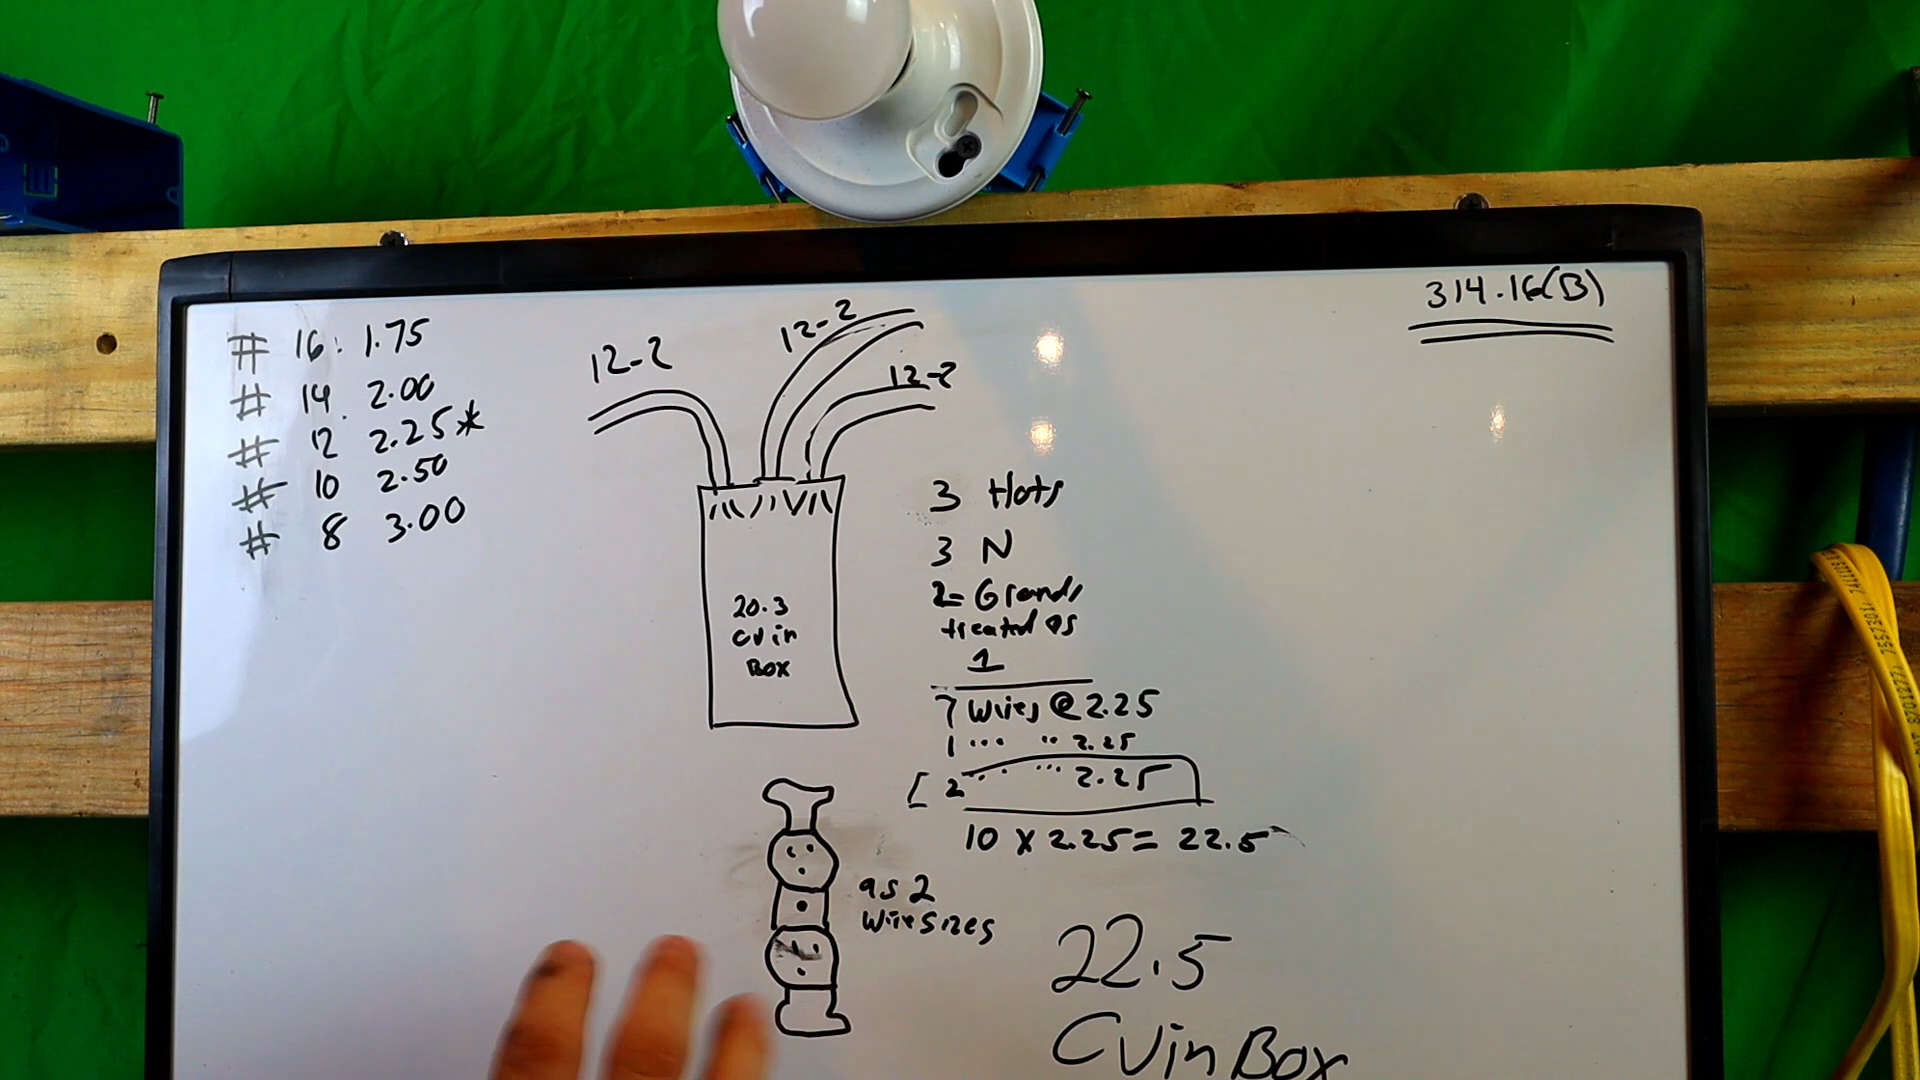 314.16(B)
# 16: 1.75
# 14 2.00
# 12 2.25*
# 10 2.50
# 8 3.00
12-2
12-2
12-2
20.3
cu in
Box
3 Hots
3 N
2= Grands
treated as
1
7 Wires @ 2.25
1 ... " 2.25
[ 2 " ... 2.25
10 x 2.25 = 22.5
as 2
wire sizes
22.5
CU in Box